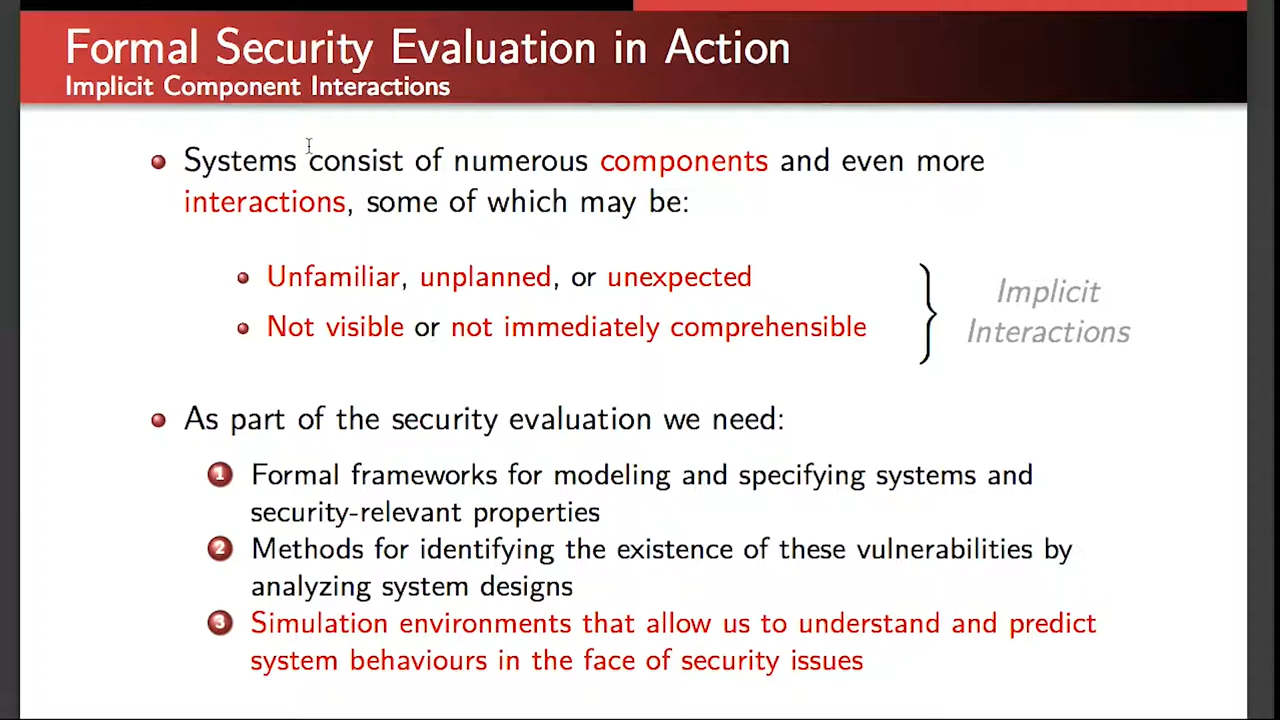 Formal Security Evaluation in Action
Implicit Component Interactions
Systems consist of numerous components and even more
interactions, some of which may be:
Unfamiliar, unplanned, or unexpected
Not visible or not immediately comprehensible
Implicit
Interactions
As part of the security evaluation we need:
1 Formal frameworks for modeling and specifying systems and
security-relevant properties
2 Methods for identifying the existence of these vulnerabilities by
analyzing system designs
3 Simulation environments that allow us to understand and predict
system behaviours in the face of security issues